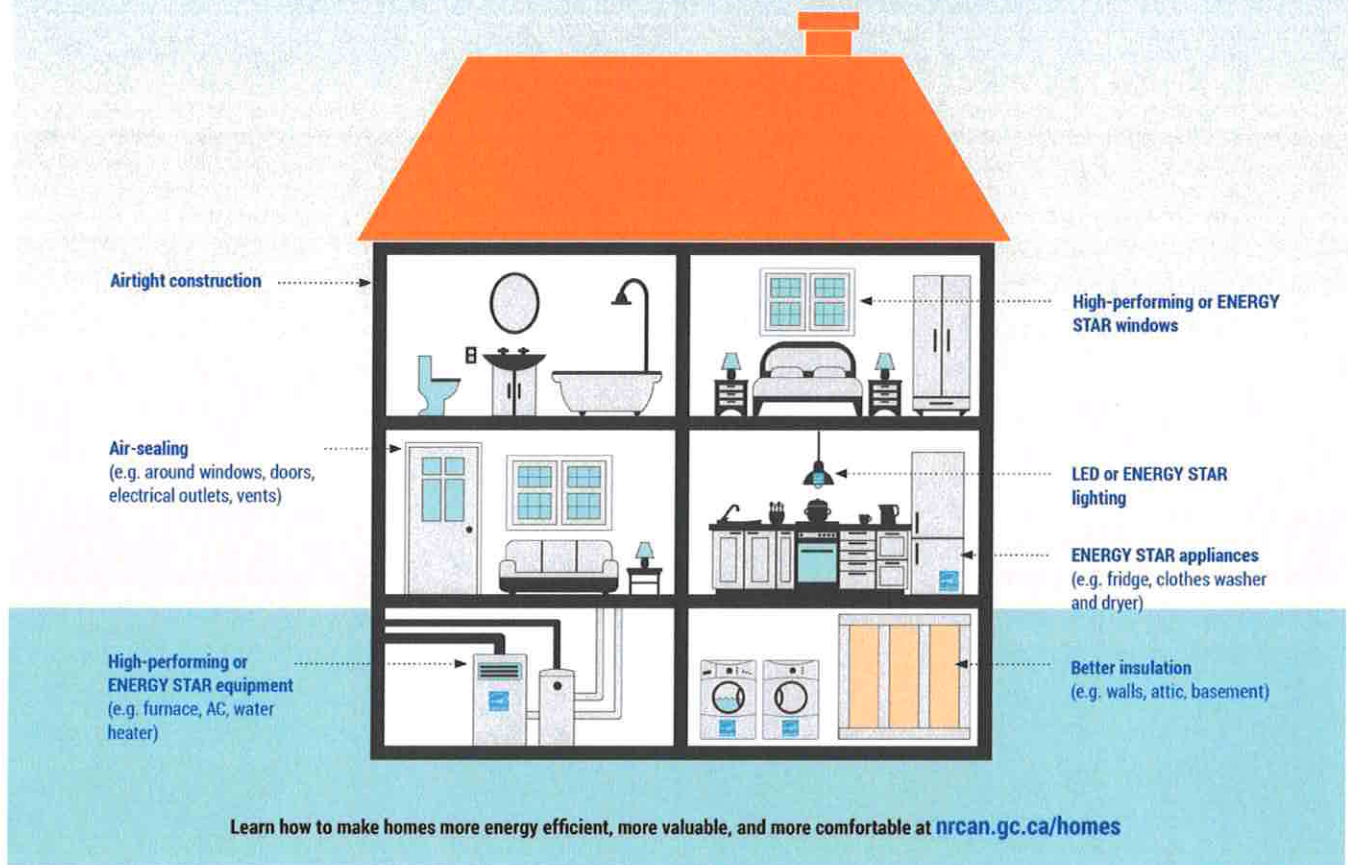 Airtight construction
High-performing or ENERGY
STAR windows
Air-sealing
(e.g. around windows, doors,
electrical outlets, vents)
LED or ENERGY STAR
lighting
ENERGY STAR appliances
(e.g. fridge, clothes washer
and dryer)
High-performing or
ENERGY STAR equipment
(e.g. furnace, AC, water
heater)
Better insulation
(e.g. walls, attic, basement)
Learn how to make homes more energy efficient, more valuable, and more comfortable at nrcan.gc.ca/homes